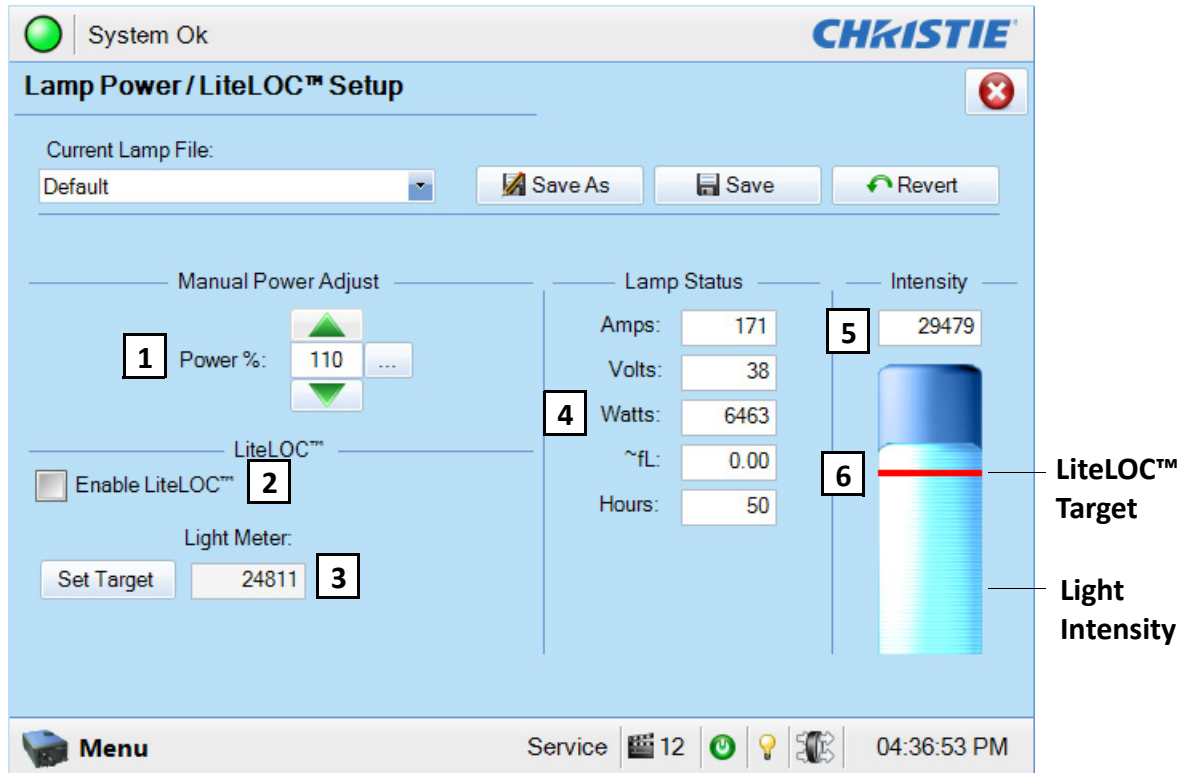 System Ok
CHRISTIE
Lamp Power / LiteLOC™ Setup
Current Lamp File:
Default
Save As
Save
Revert
Manual Power Adjust
Lamp Status
Intensity
1
Power %:
110
...
Amps:
171
Volts:
38
4
Watts:
6463
~fL:
0.00
Hours:
50
5
29479
6
LiteLOC™
Target
Light
Intensity
LiteLOC™
Enable LiteLOC™
2
Light Meter:
Set Target
24811
3
Menu
Service
12
04:36:53 PM